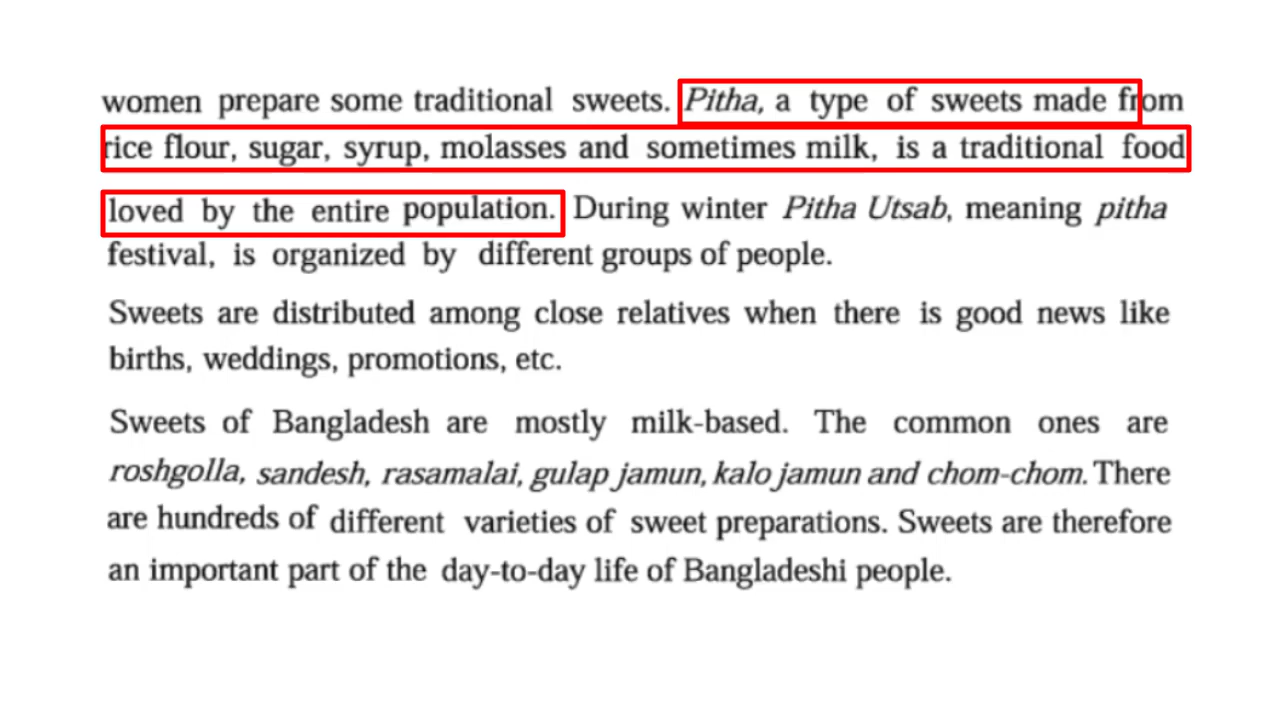 women prepare some traditional sweets. Pitha, a type of sweets made from
rice flour, sugar, syrup, molasses and sometimes milk, is a traditional food
loved by the entire population. During winter Pitha Utsab, meaning pitha
festival, is organized by different groups of people.
Sweets are distributed among close relatives when there is good news like
births, weddings, promotions, etc.
Sweets of Bangladesh are mostly milk-based. The common ones are
roshgolla, sandesh, rasamalai, gulap jamun, kalo jamun and chom-chom. There
are hundreds of different varieties of sweet preparations. Sweets are therefore
an important part of the day-to-day life of Bangladeshi people.